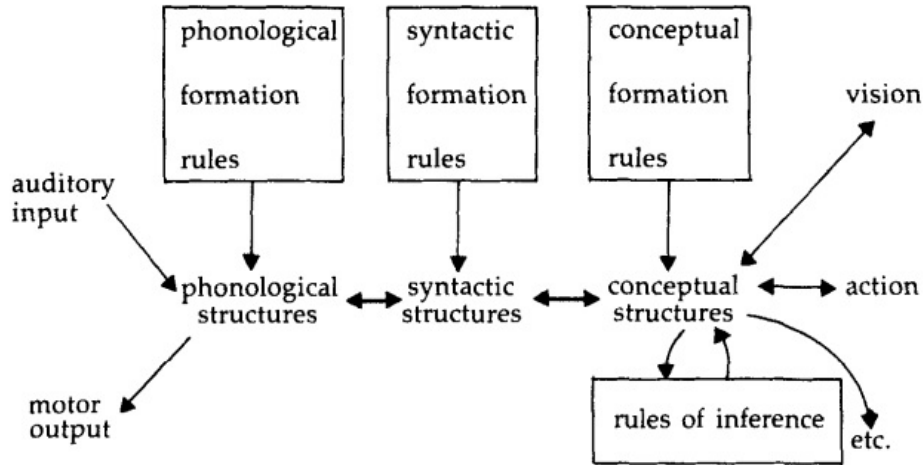 phonological
formation
rules
syntactic
formation
rules
conceptual
formation
rules
vision
auditory
input
phonological
structures
syntactic
structures
conceptual
structures
action
motor
output
rules of inference
etc.